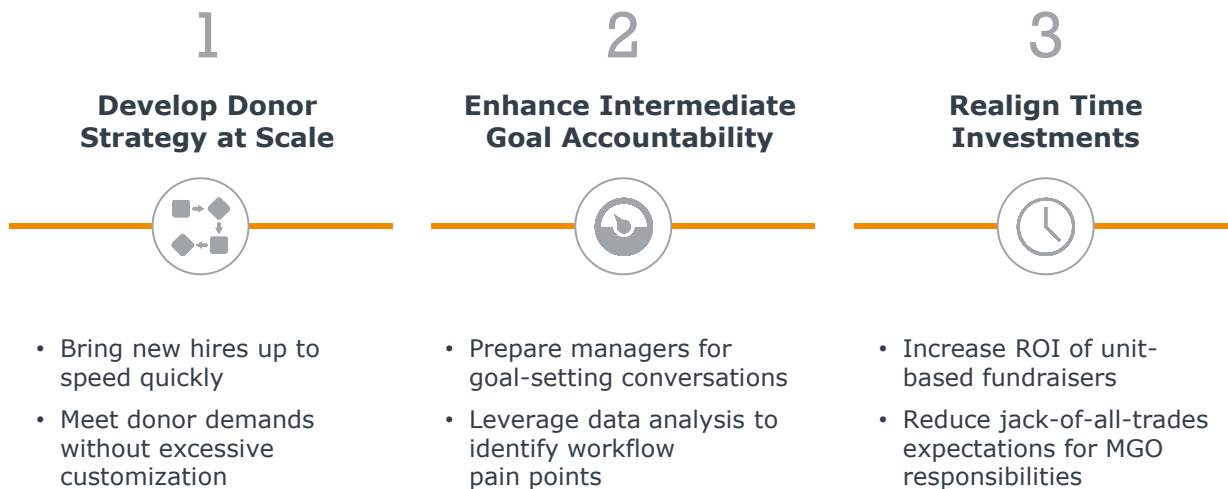 1
Develop Donor
Strategy at Scale
• Bring new hires up to
speed quickly
• Meet donor demands
without excessive
customization
2
Enhance Intermediate
Goal Accountability
• Prepare managers for
goal-setting conversations
• Leverage data analysis to
identify workflow
pain points
3
Realign Time
Investments
• Increase ROI of unit-
based fundraisers
• Reduce jack-of-all-trades
expectations for MGO
responsibilities